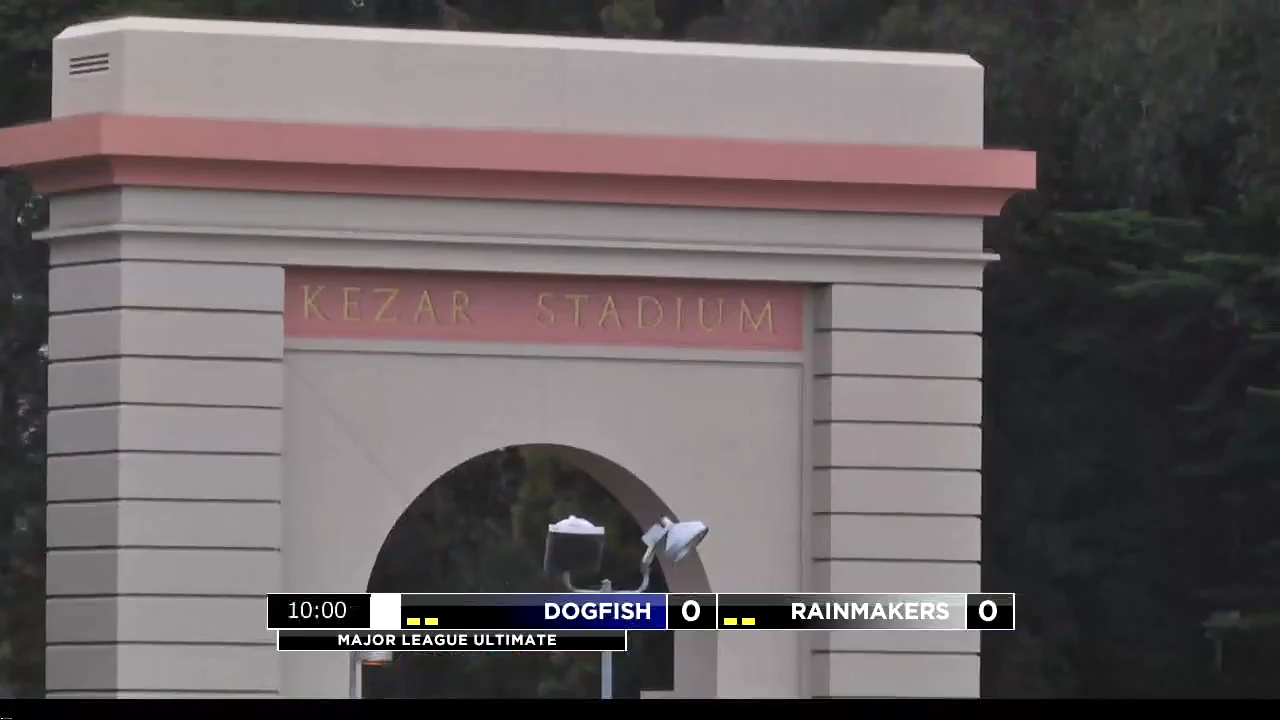 KEZAR STADIUM
10:00 DOGFISH 0 RAINMAKERS 0
MAJOR LEAGUE ULTIMATE